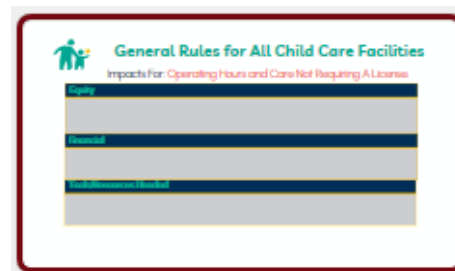 General Rules for All Child Care Facilities
Impacts For: Operating Hours and Care Not Requiring A License
Equity
Financial
Tools/Resources Needed